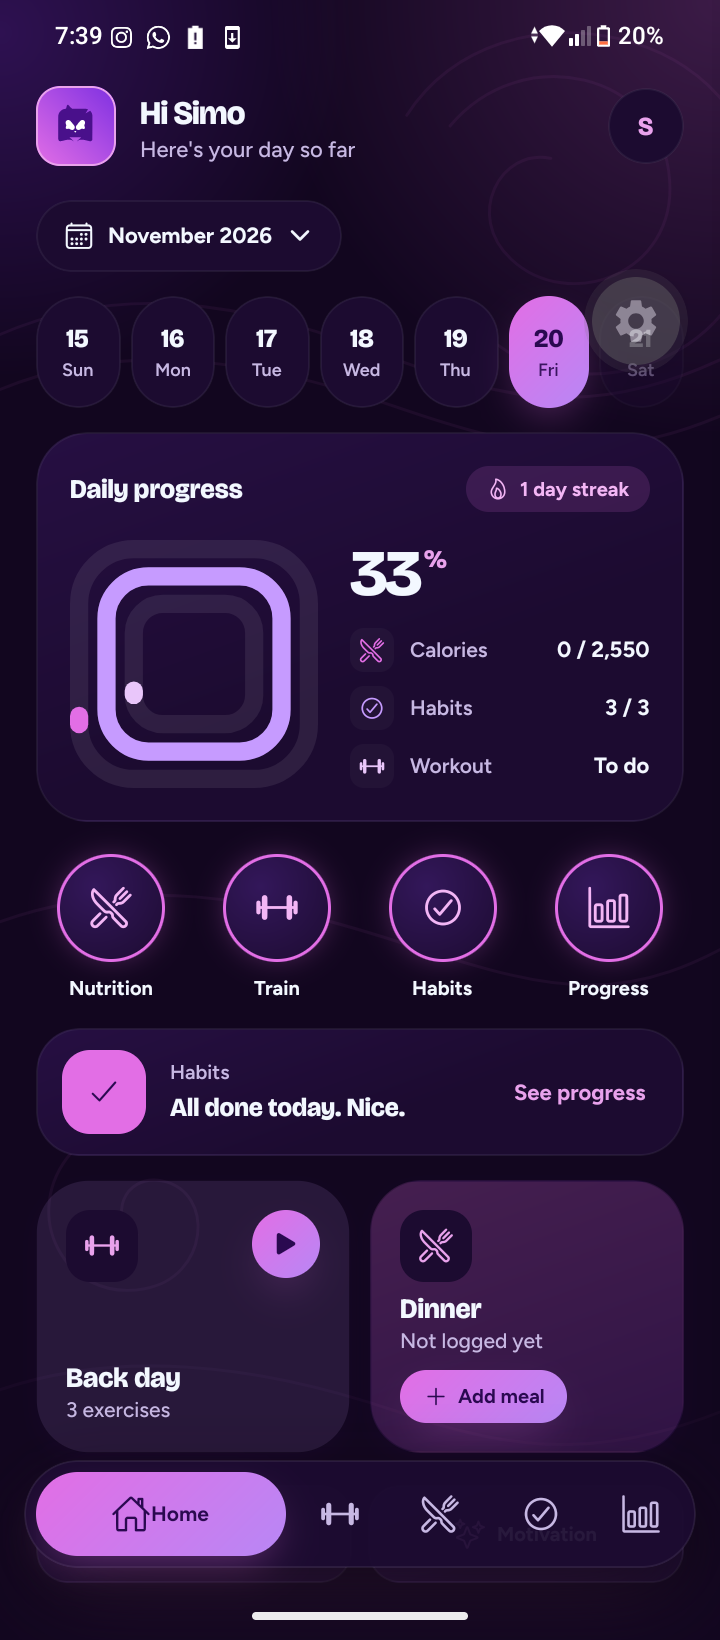 7:39
20%
Hi Simo
Here's your day so far
S
November 2026
15 16 17 18 19 20 21
Sun Mon Tue Wed Thu Fri Sat
Daily progress
1 day streak
33%
Calories 0 / 2,550
Habits 3 / 3
Workout To do
Nutrition Train Habits Progress
Habits
All done today. Nice.
See progress
Back day
3 exercises
Dinner
Not logged yet
+ Add meal
Home
Motivation